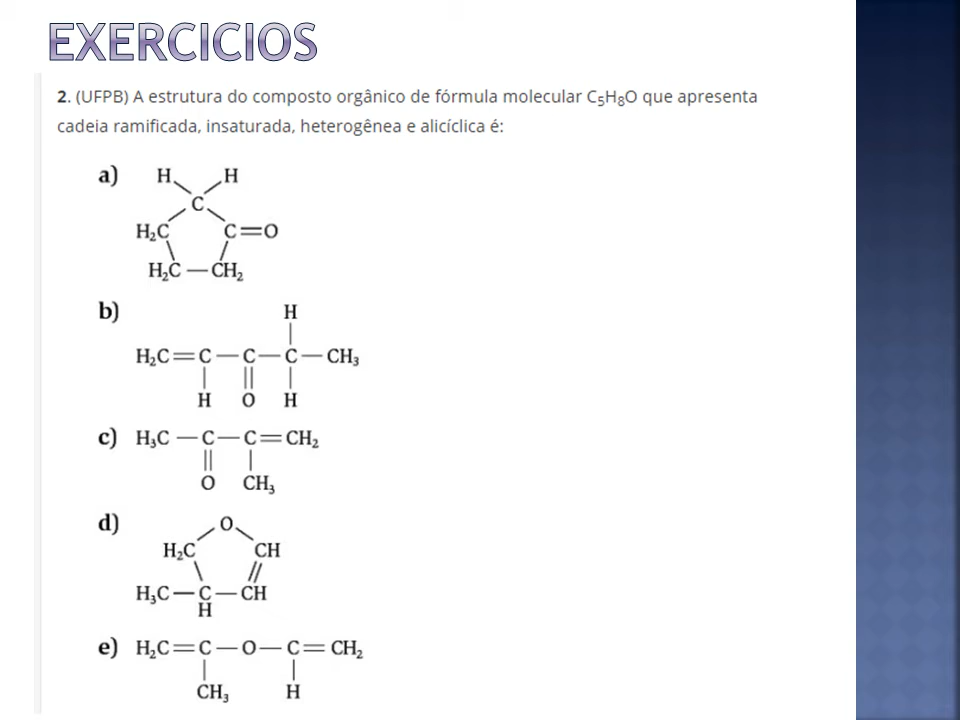 EXERCICIOS
2. (UFPB) A estrutura do composto orgânico de fórmula molecular C₅H₈O que apresenta
cadeia ramificada, insaturada, heterogênea e alicíclica é:
a) H H
C
H₂C C=O
H₂C — CH₂
b) H
H₂C=C—C—C—CH₃
H O H
c) H₃C—C—C=CH₂
O CH₃
d) O
H₂C CH
H₃C—C—CH
H
e) H₂C=C—O—C=CH₂
CH₃ H